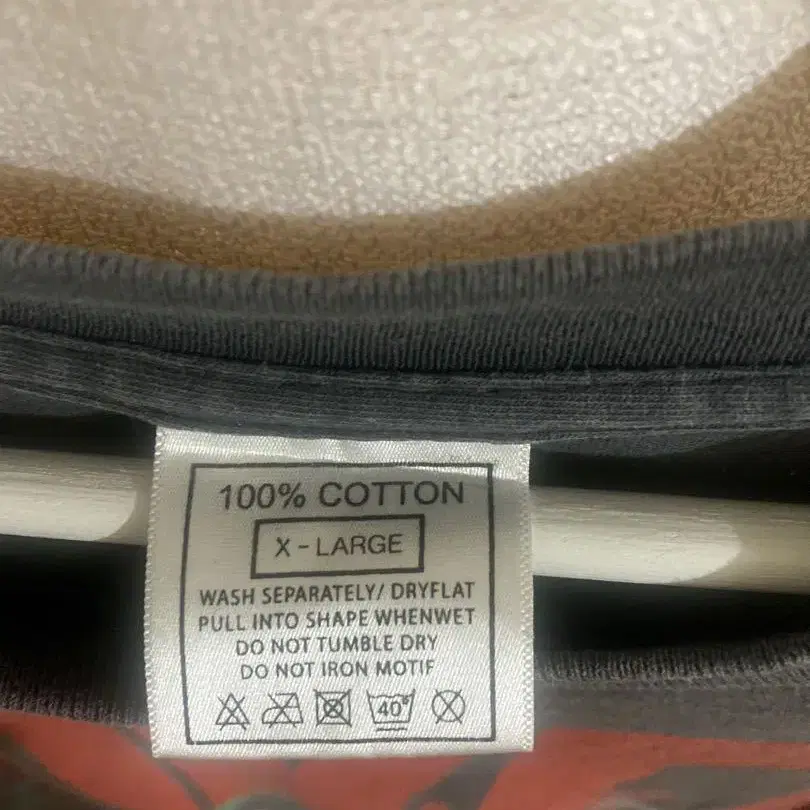 100% COTTON
X - LARGE
WASH SEPARATELY/ DRYFLAT
PULL INTO SHAPE WHENWET
DO NOT TUMBLE DRY
DO NOT IRON MOTIF
40°